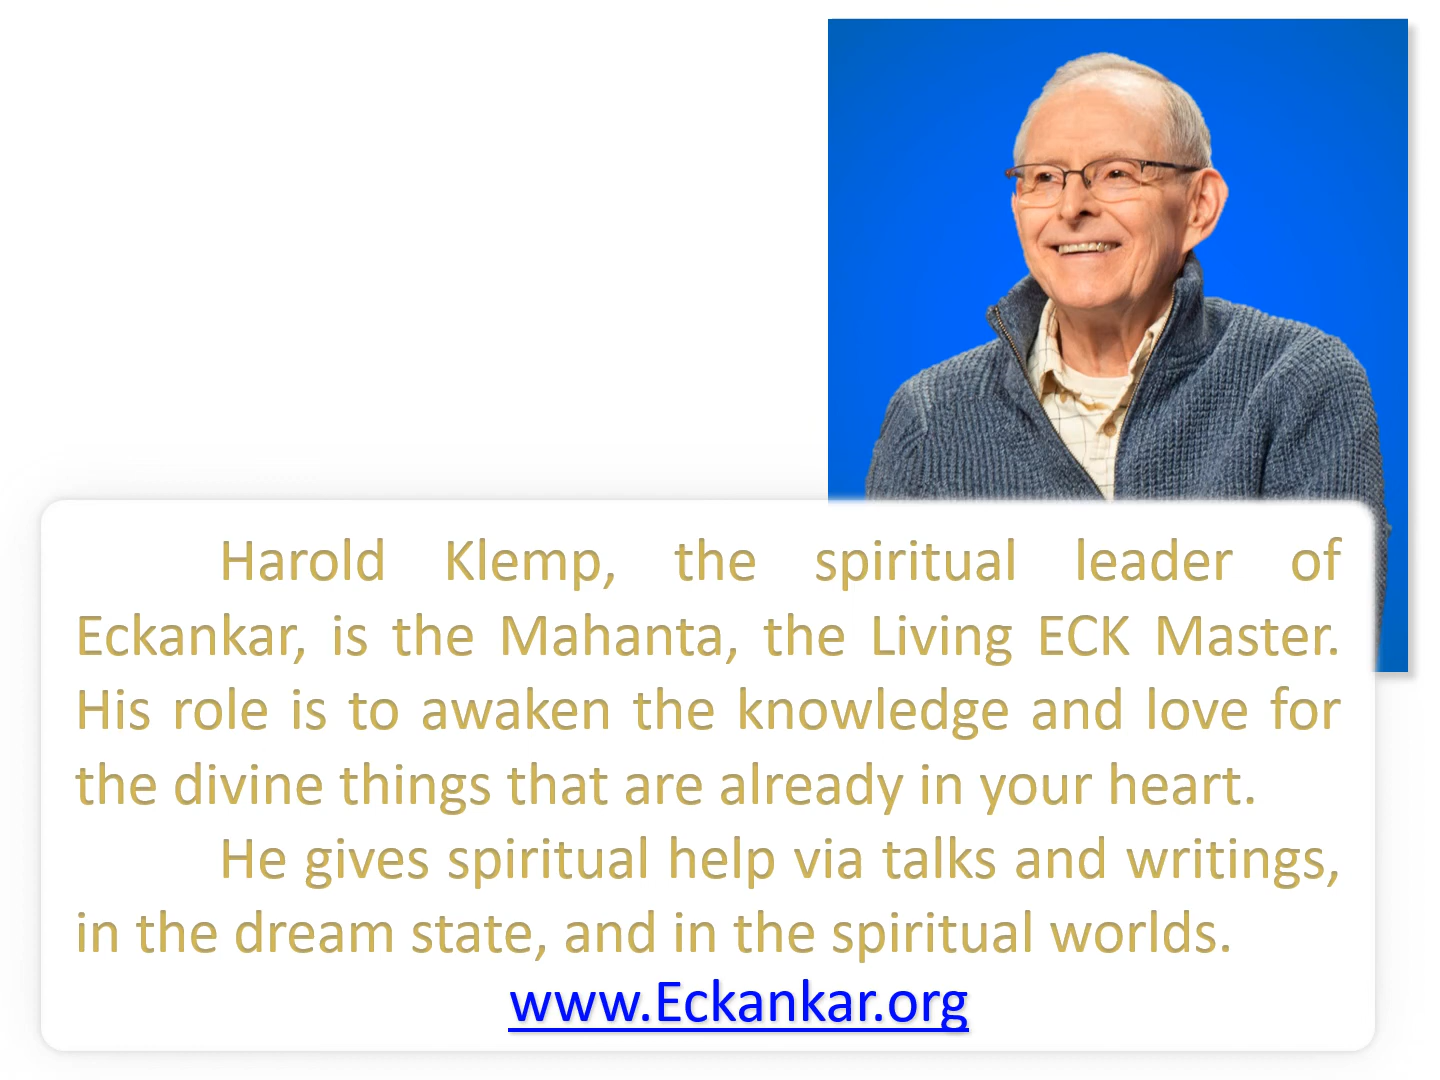 Harold Klemp, the spiritual leader of
Eckankar, is the Mahanta, the Living ECK Master.
His role is to awaken the knowledge and love for
the divine things that are already in your heart.
He gives spiritual help via talks and writings,
in the dream state, and in the spiritual worlds.
www.Eckankar.org